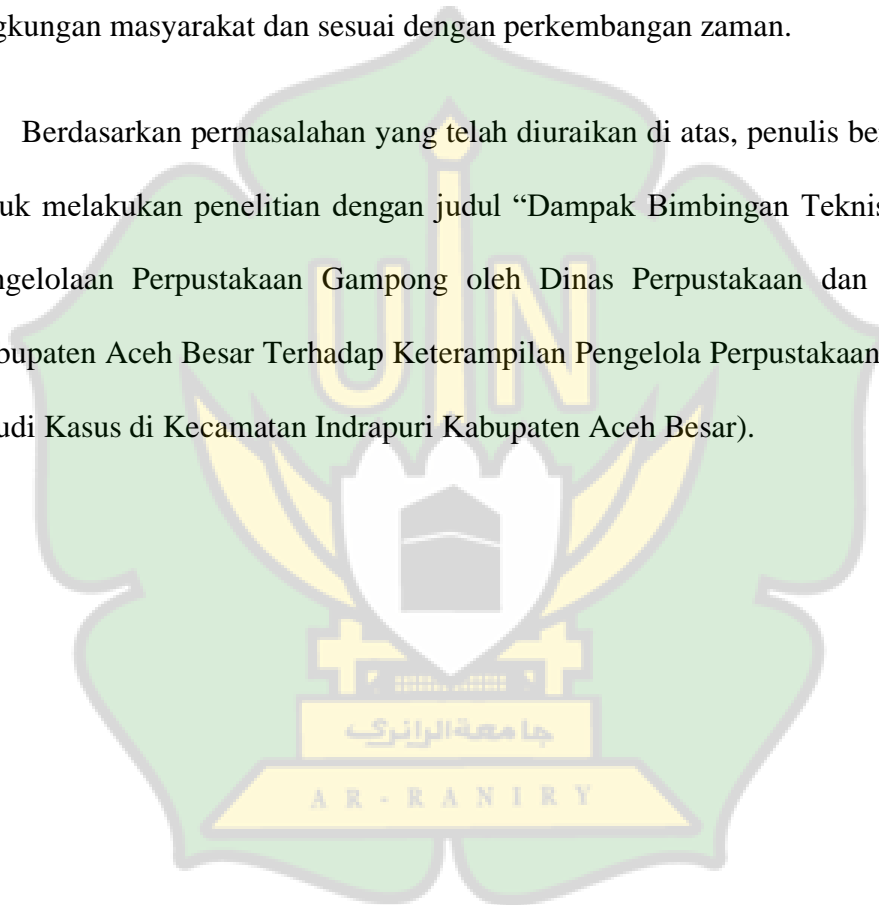 gkungan masyarakat dan sesuai dengan perkembangan zaman.
Berdasarkan permasalahan yang telah diuraikan di atas, penulis be
uk melakukan penelitian dengan judul “Dampak Bimbingan Teknis
ngelolaan Perpustakaan Gampong oleh Dinas Perpustakaan dan
bupaten Aceh Besar Terhadap Keterampilan Pengelola Perpustakaan
udi Kasus di Kecamatan Indrapuri Kabupaten Aceh Besar).
UIN
جامعة الرانري
AR-RANIRY